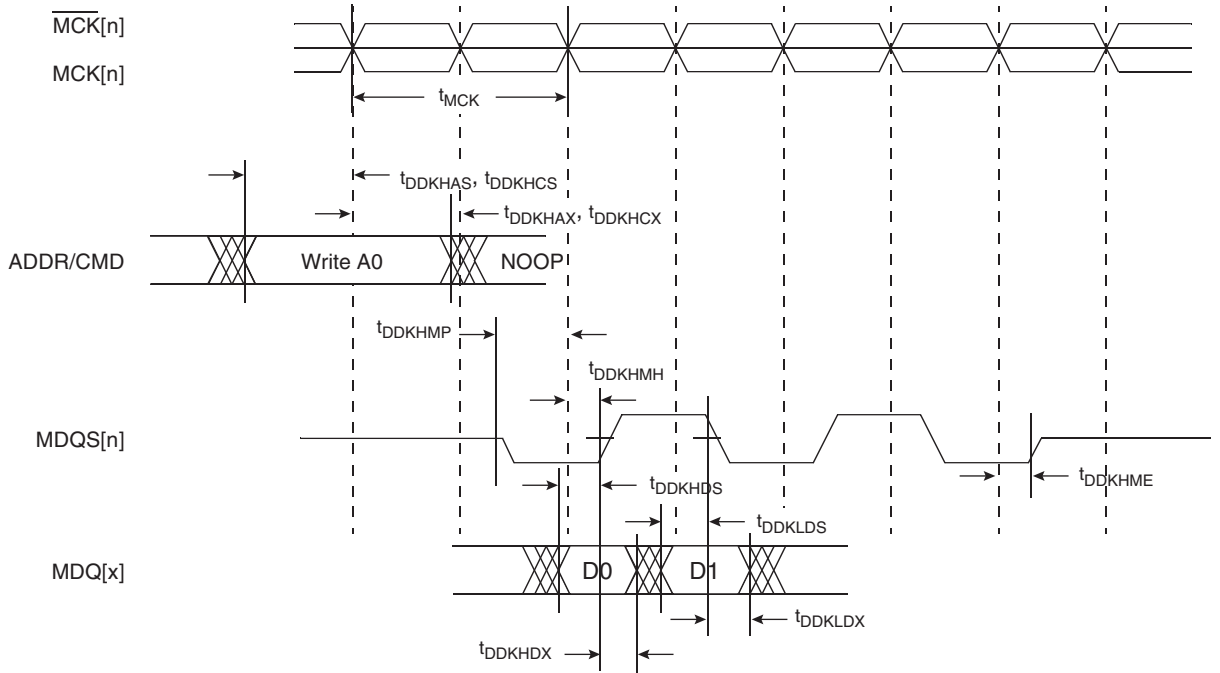 MCK[n]
MCK[n]
tMCK
tDDKHAS, tDDKHCS
tDDKHAX, tDDKHCX
ADDR/CMD
Write A0
NOOP
tDDKHMP
tDDKHMH
MDQS[n]
tDDKHDS
tDDKHME
tDDKLDS
MDQ[x]
D0
D1
tDDKLDX
tDDKHDX